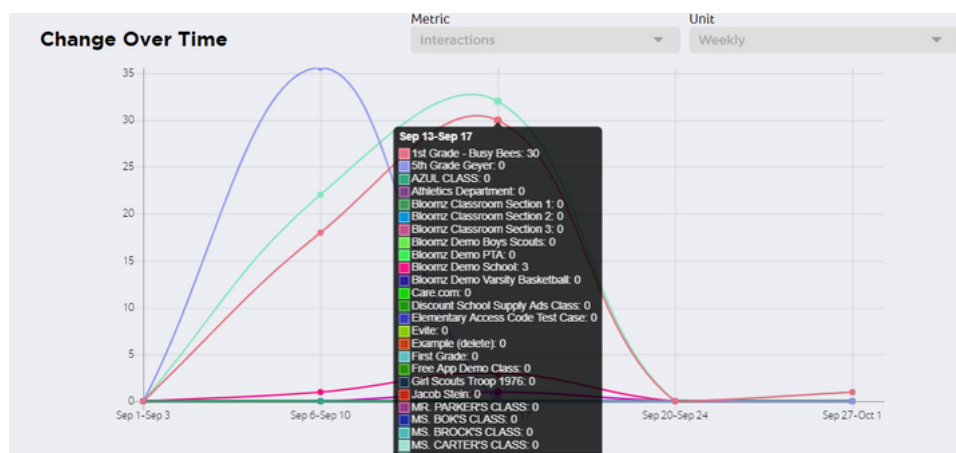 Metric
Unit
Change Over Time
Interactions
Weekly
35
30
25
20
15
10
5
0
Sep 13-Sep 17
1st Grade - Busy Bees: 30
5th Grade Geyer: 0
AZUL CLASS: 0
Athletics Department: 0
Bloomz Classroom Section 1: 0
Bloomz Classroom Section 2: 0
Bloomz Classroom Section 3: 0
Bloomz Demo Boys Scouts: 0
Bloomz Demo PTA: 0
Bloomz Demo School: 3
Bloomz Demo Varsity Basketball: 0
Care.com: 0
Discount School Supply Ads Class: 0
Elementary Access Code Test Case: 0
Evite: 0
Example (delete): 0
First Grade: 0
Free App Demo Class: 0
Girl Scouts Troop 1976: 0
Jacob Stein: 0
MR. PARKER'S CLASS: 0
MS. BOK'S CLASS: 0
MS. BROCK'S CLASS: 0
MS. CARTER'S CLASS: 0
Sep 1-Sep 3
Sep 6-Sep 10
Sep 20-Sep 24
Sep 27-Oct 1